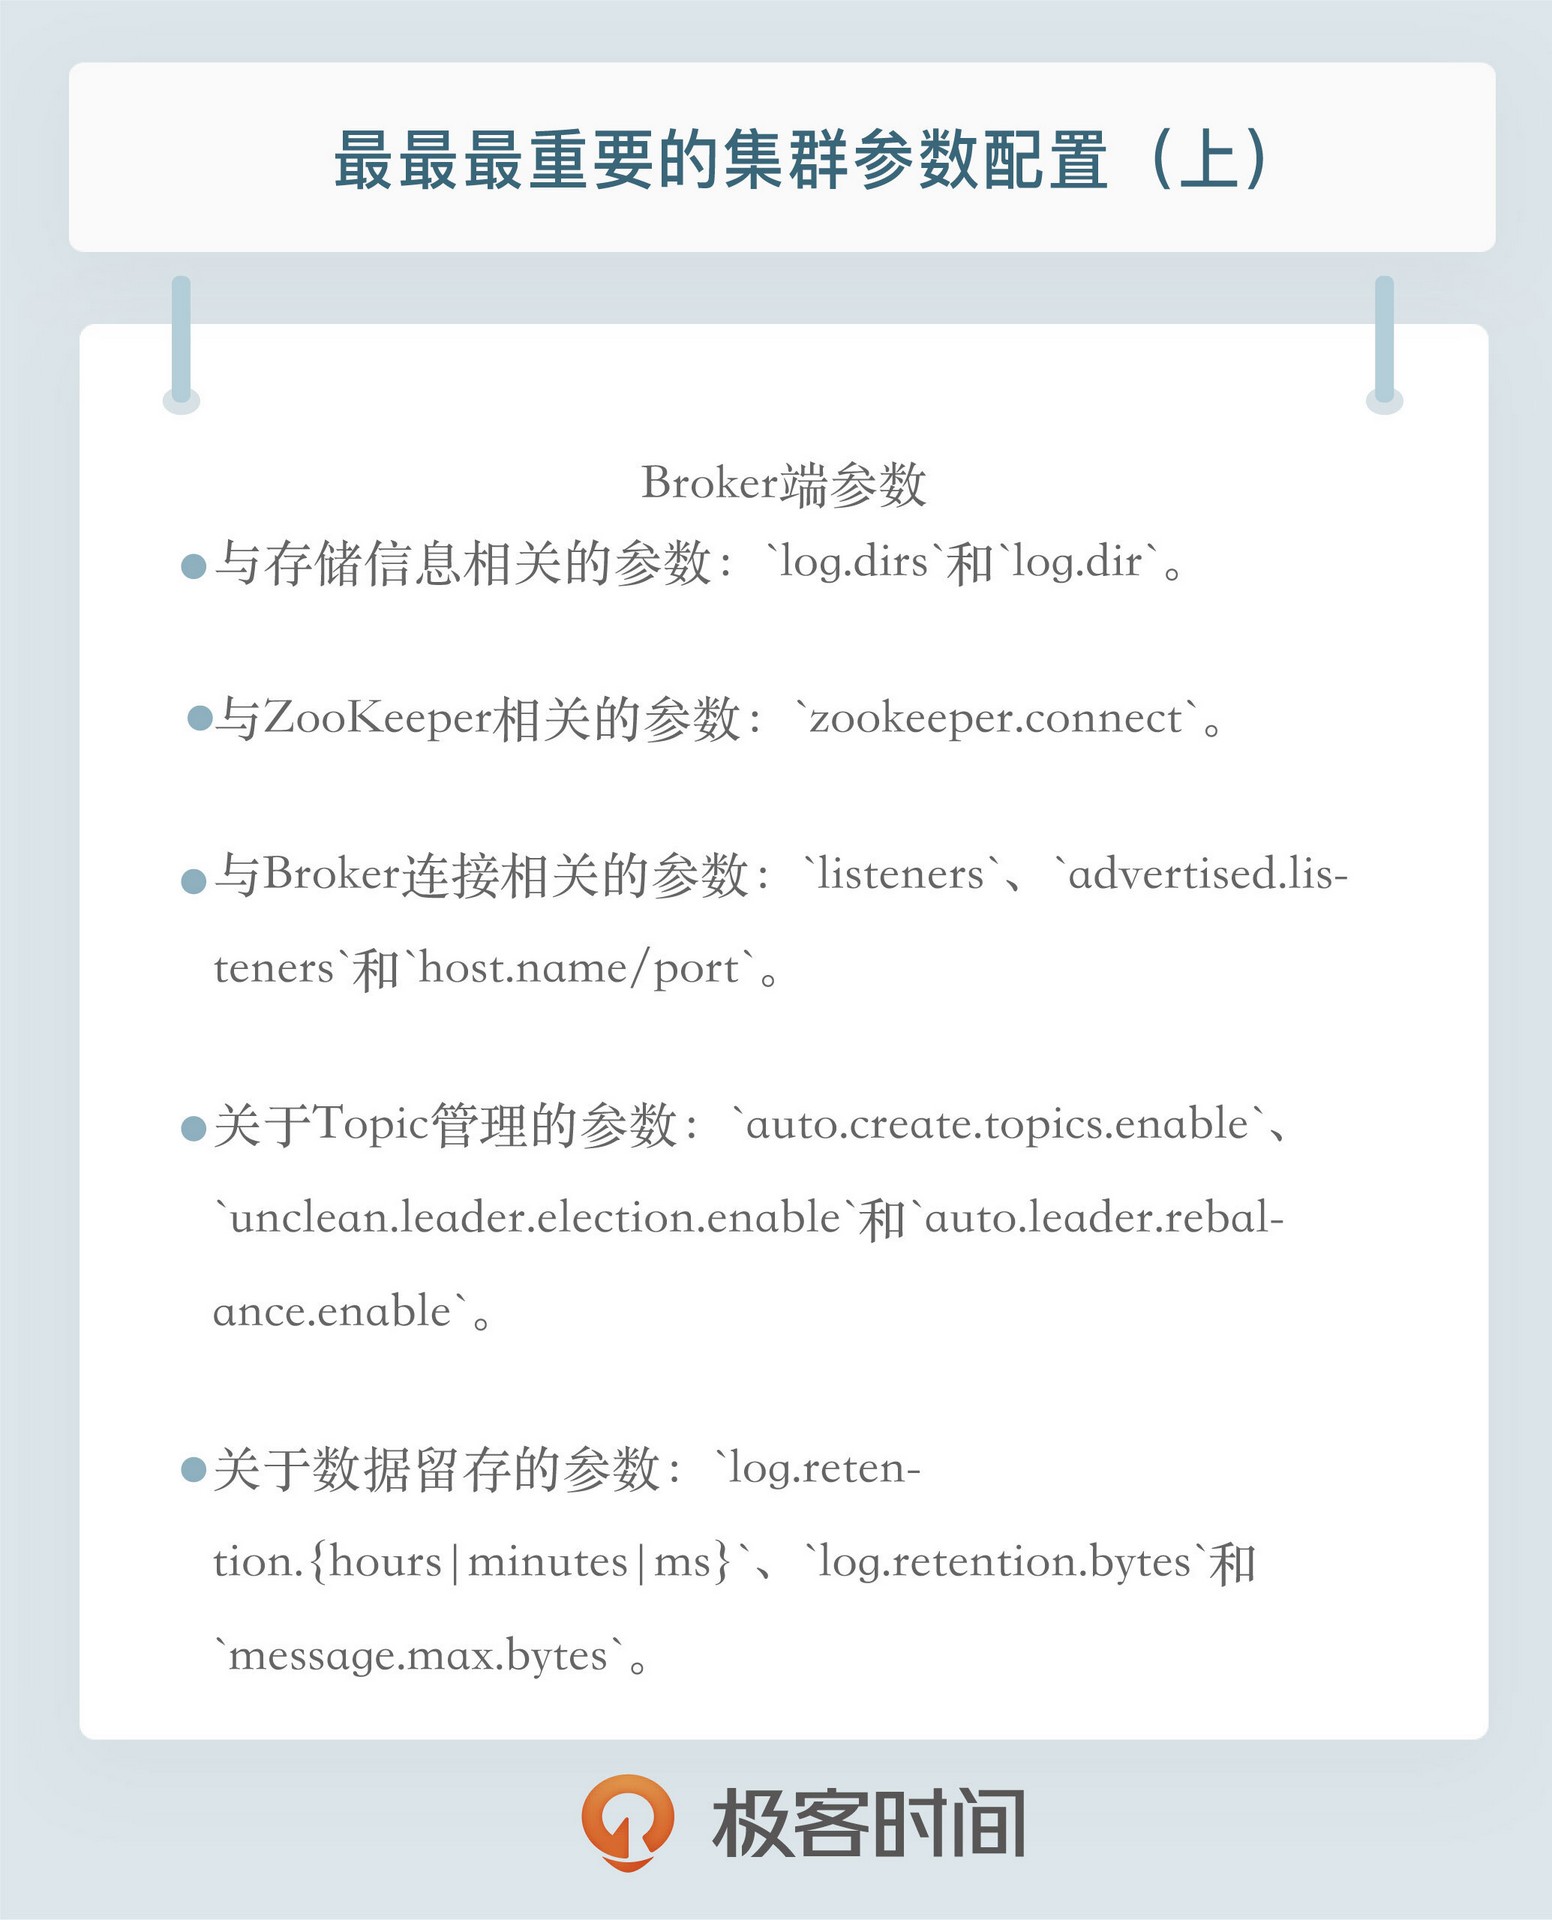 最最最重要的集群参数配置（上）
Broker端参数
与存储信息相关的参数：`log.dirs`和`log.dir`。
与ZooKeeper相关的参数：`zookeeper.connect`。
与Broker连接相关的参数：`listeners`、`advertised.lis-
teners`和`host.name/port`。
关于Topic管理的参数：`auto.create.topics.enable`、
`unclean.leader.election.enable`和`auto.leader.rebal-
ance.enable`。
关于数据留存的参数：`log.reten-
tion.{hours|minutes|ms}`、`log.retention.bytes`和
`message.max.bytes`。
极客时间